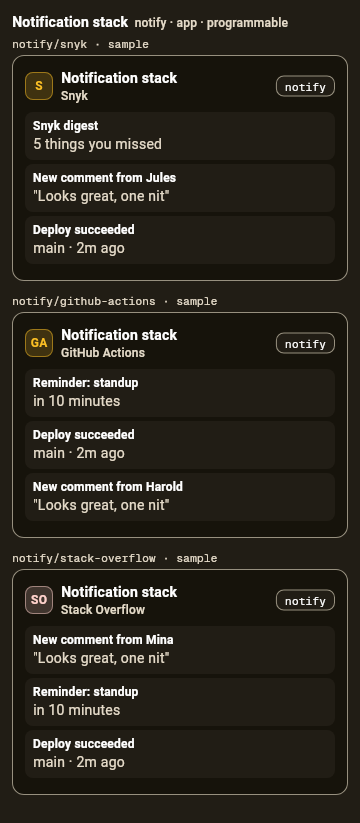 Notification stack notify · app · programmable
notify/snyk · sample
S
Notification stack
Snyk
notify
Snyk digest
5 things you missed
New comment from Jules
"Looks great, one nit"
Deploy succeeded
main · 2m ago
notify/github-actions · sample
GA
Notification stack
GitHub Actions
notify
Reminder: standup
in 10 minutes
Deploy succeeded
main · 2m ago
New comment from Harold
"Looks great, one nit"
notify/stack-overflow · sample
SO
Notification stack
Stack Overflow
notify
New comment from Mina
"Looks great, one nit"
Reminder: standup
in 10 minutes
Deploy succeeded
main · 2m ago